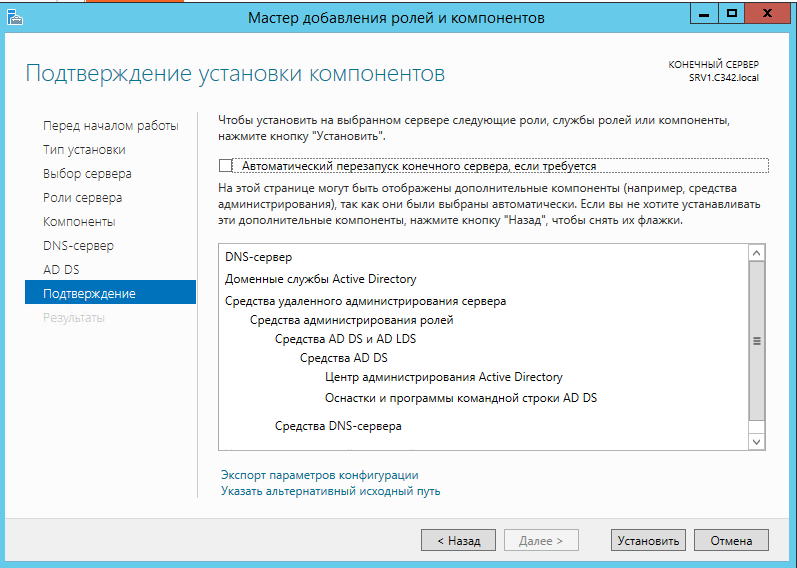 Мастер добавления ролей и компонентов
Подтверждение установки компонентов
КОНЕЧНЫЙ СЕРВЕР
SRV1.C342.local
Перед началом работы
Тип установки
Выбор сервера
Роли сервера
Компоненты
DNS-сервер
AD DS
Подтверждение
Результаты
Чтобы установить на выбранном сервере следующие роли, службы ролей или компоненты,
нажмите кнопку "Установить".
Автоматический перезапуск конечного сервера, если требуется
На этой странице могут быть отображены дополнительные компоненты (например, средства
администрирования), так как они были выбраны автоматически. Если вы не хотите устанавливать
эти дополнительные компоненты, нажмите кнопку "Назад", чтобы снять их флажки.
DNS-сервер
Доменные службы Active Directory
Средства удаленного администрирования сервера
Средства администрирования ролей
Средства AD DS и AD LDS
Средства AD DS
Центр администрирования Active Directory
Оснастки и программы командной строки AD DS
Средства DNS-сервера
Экспорт параметров конфигурации
Указать альтернативный исходный путь
< Назад
Далее >
Установить
Отмена